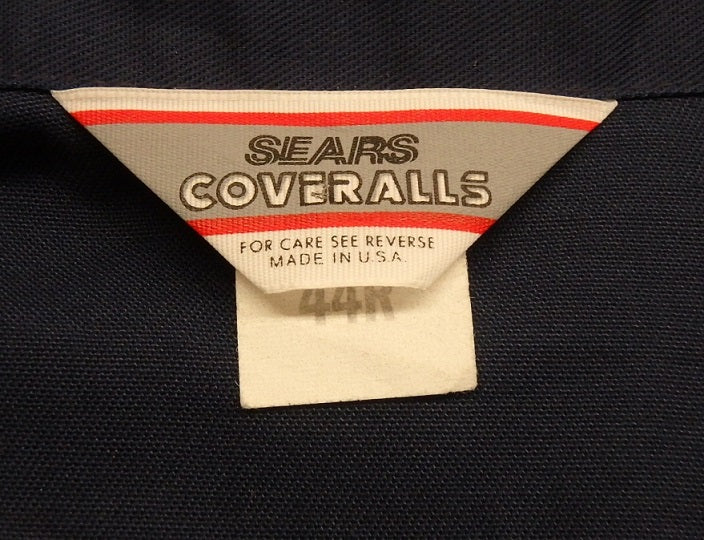 SEARS
COVERALLS
FOR CARE SEE REVERSE
MADE IN U.S.A.
44R